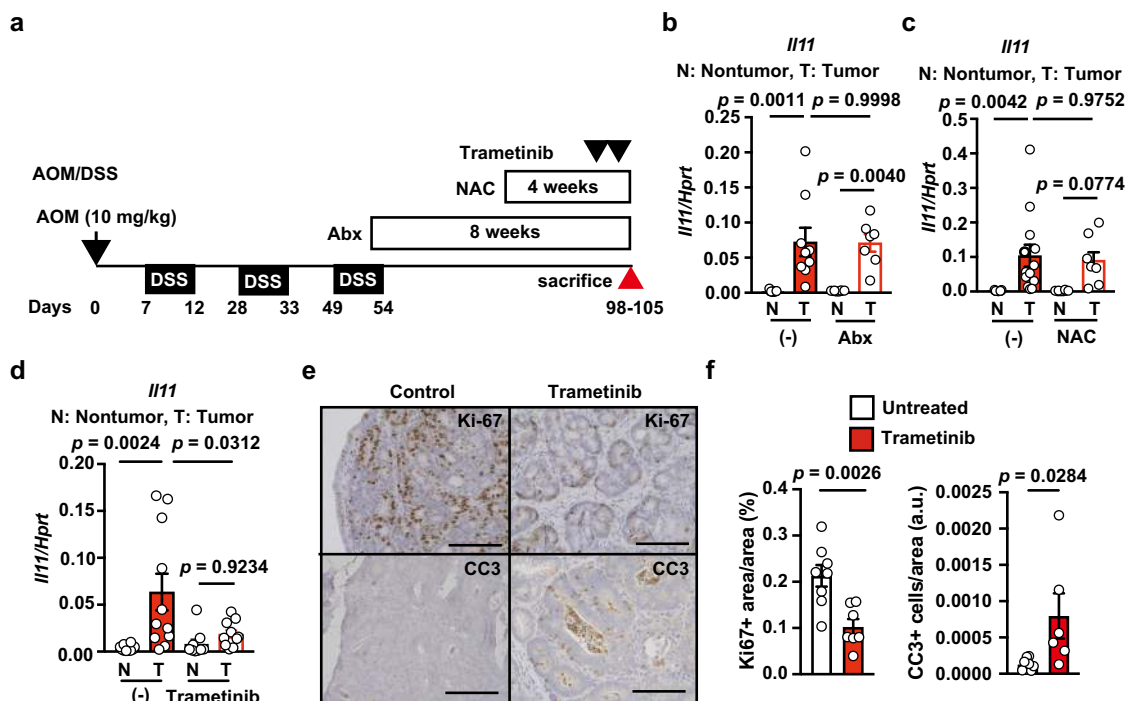 a
AOM/DSS
AOM (10 mg/kg)
Trametinib
NAC 4 weeks
Abx 8 weeks
DSS DSS DSS sacrifice
Days 0 7 12 28 33 49 54 98-105
b
Il11
N: Nontumor, T: Tumor
p = 0.0011 p = 0.9998
p = 0.0040
Il11/Hprt
0.25
0.20
0.15
0.10
0.05
0.00
N T N T
(-) Abx
c
Il11
N: Nontumor, T: Tumor
p = 0.0042 p = 0.9752
p = 0.0774
Il11/Hprt
0.5
0.4
0.3
0.2
0.1
0.0
N T N T
(-) NAC
d
Il11
N: Nontumor, T: Tumor
p = 0.0024 p = 0.0312
p = 0.9234
Il11/Hprt
0.20
0.15
0.10
0.05
0.00
N T N T
(-) Trametinib
e
Control Trametinib
Ki-67 Ki-67
CC3 CC3
f
Untreated
Trametinib
p = 0.0026
Ki67+ area/area (%)
0.4
0.3
0.2
0.1
0.0
p = 0.0284
CC3+ cells/area (a.u.)
0.0025
0.0020
0.0015
0.0010
0.0005
0.0000